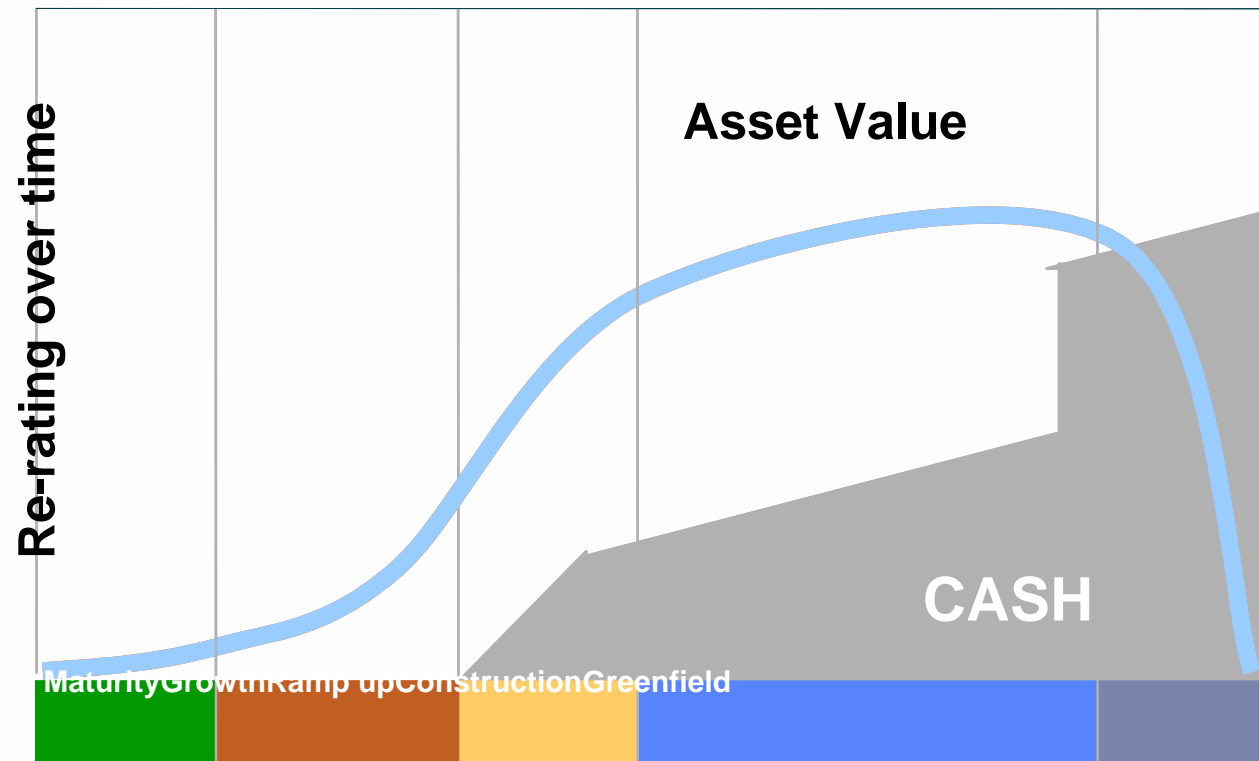 Asset Value
Re-rating over time
CASH
MaturityGrowthRamp upConstructionGreenfield